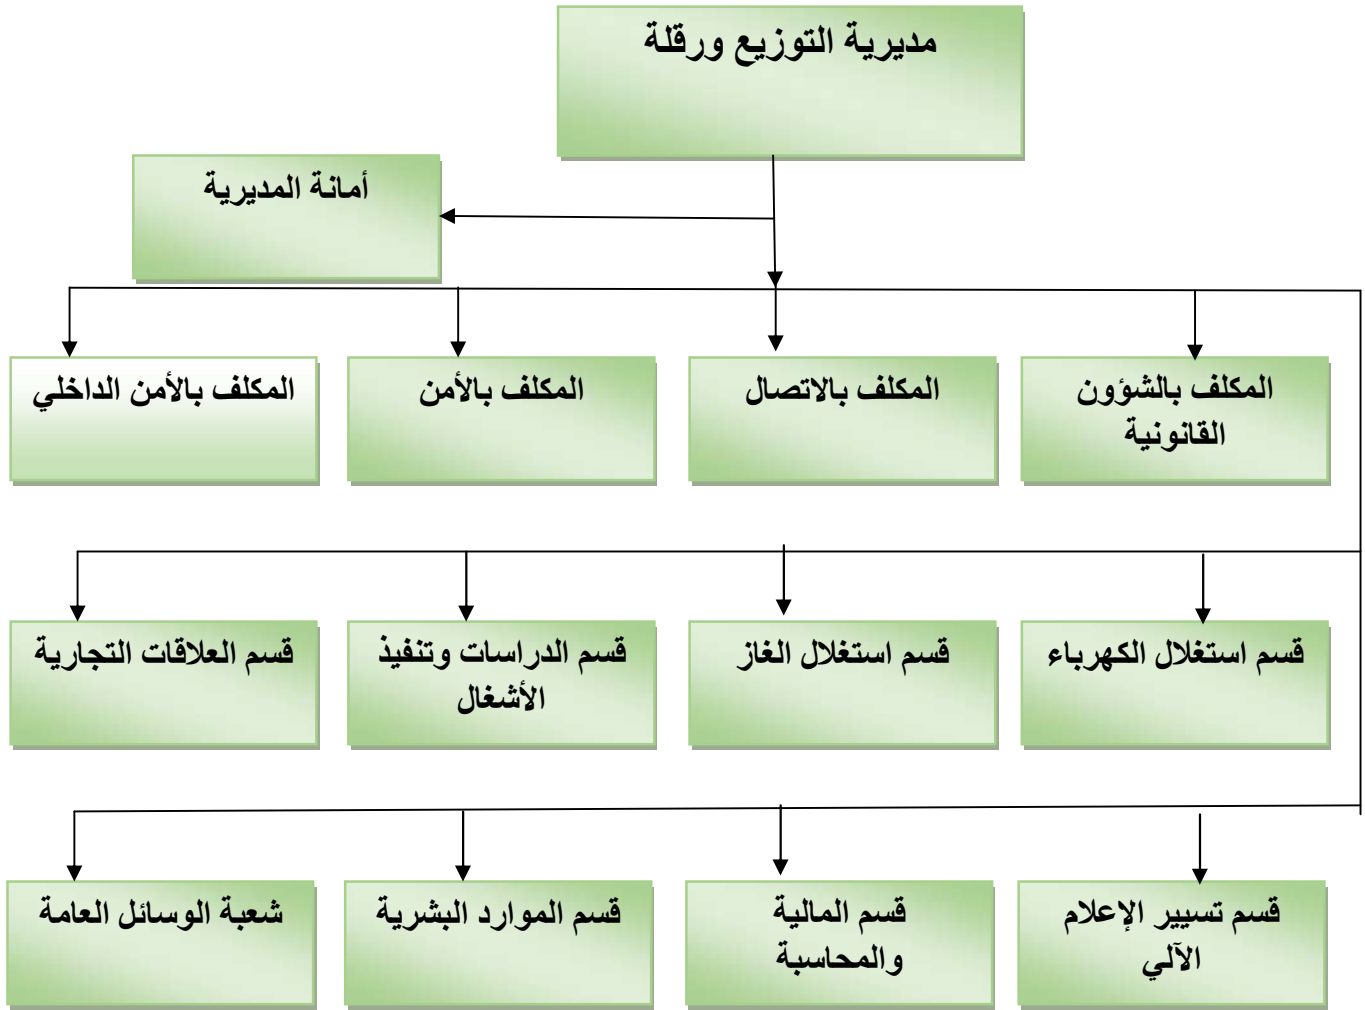 مديرية التوزيع ورقلة
أمانة المديرية
المكلف بالشؤون
القانونية
المكلف بالاتصال
المكلف بالأمن
المكلف بالأمن الداخلي
قسم استغلال الكهرباء
قسم استغلال الغاز
قسم الدراسات وتنفيذ
الأشغال
قسم العلاقات التجارية
قسم تسيير الإعلام
الآلي
قسم المالية
والمحاسبة
قسم الموارد البشرية
شعبة الوسائل العامة